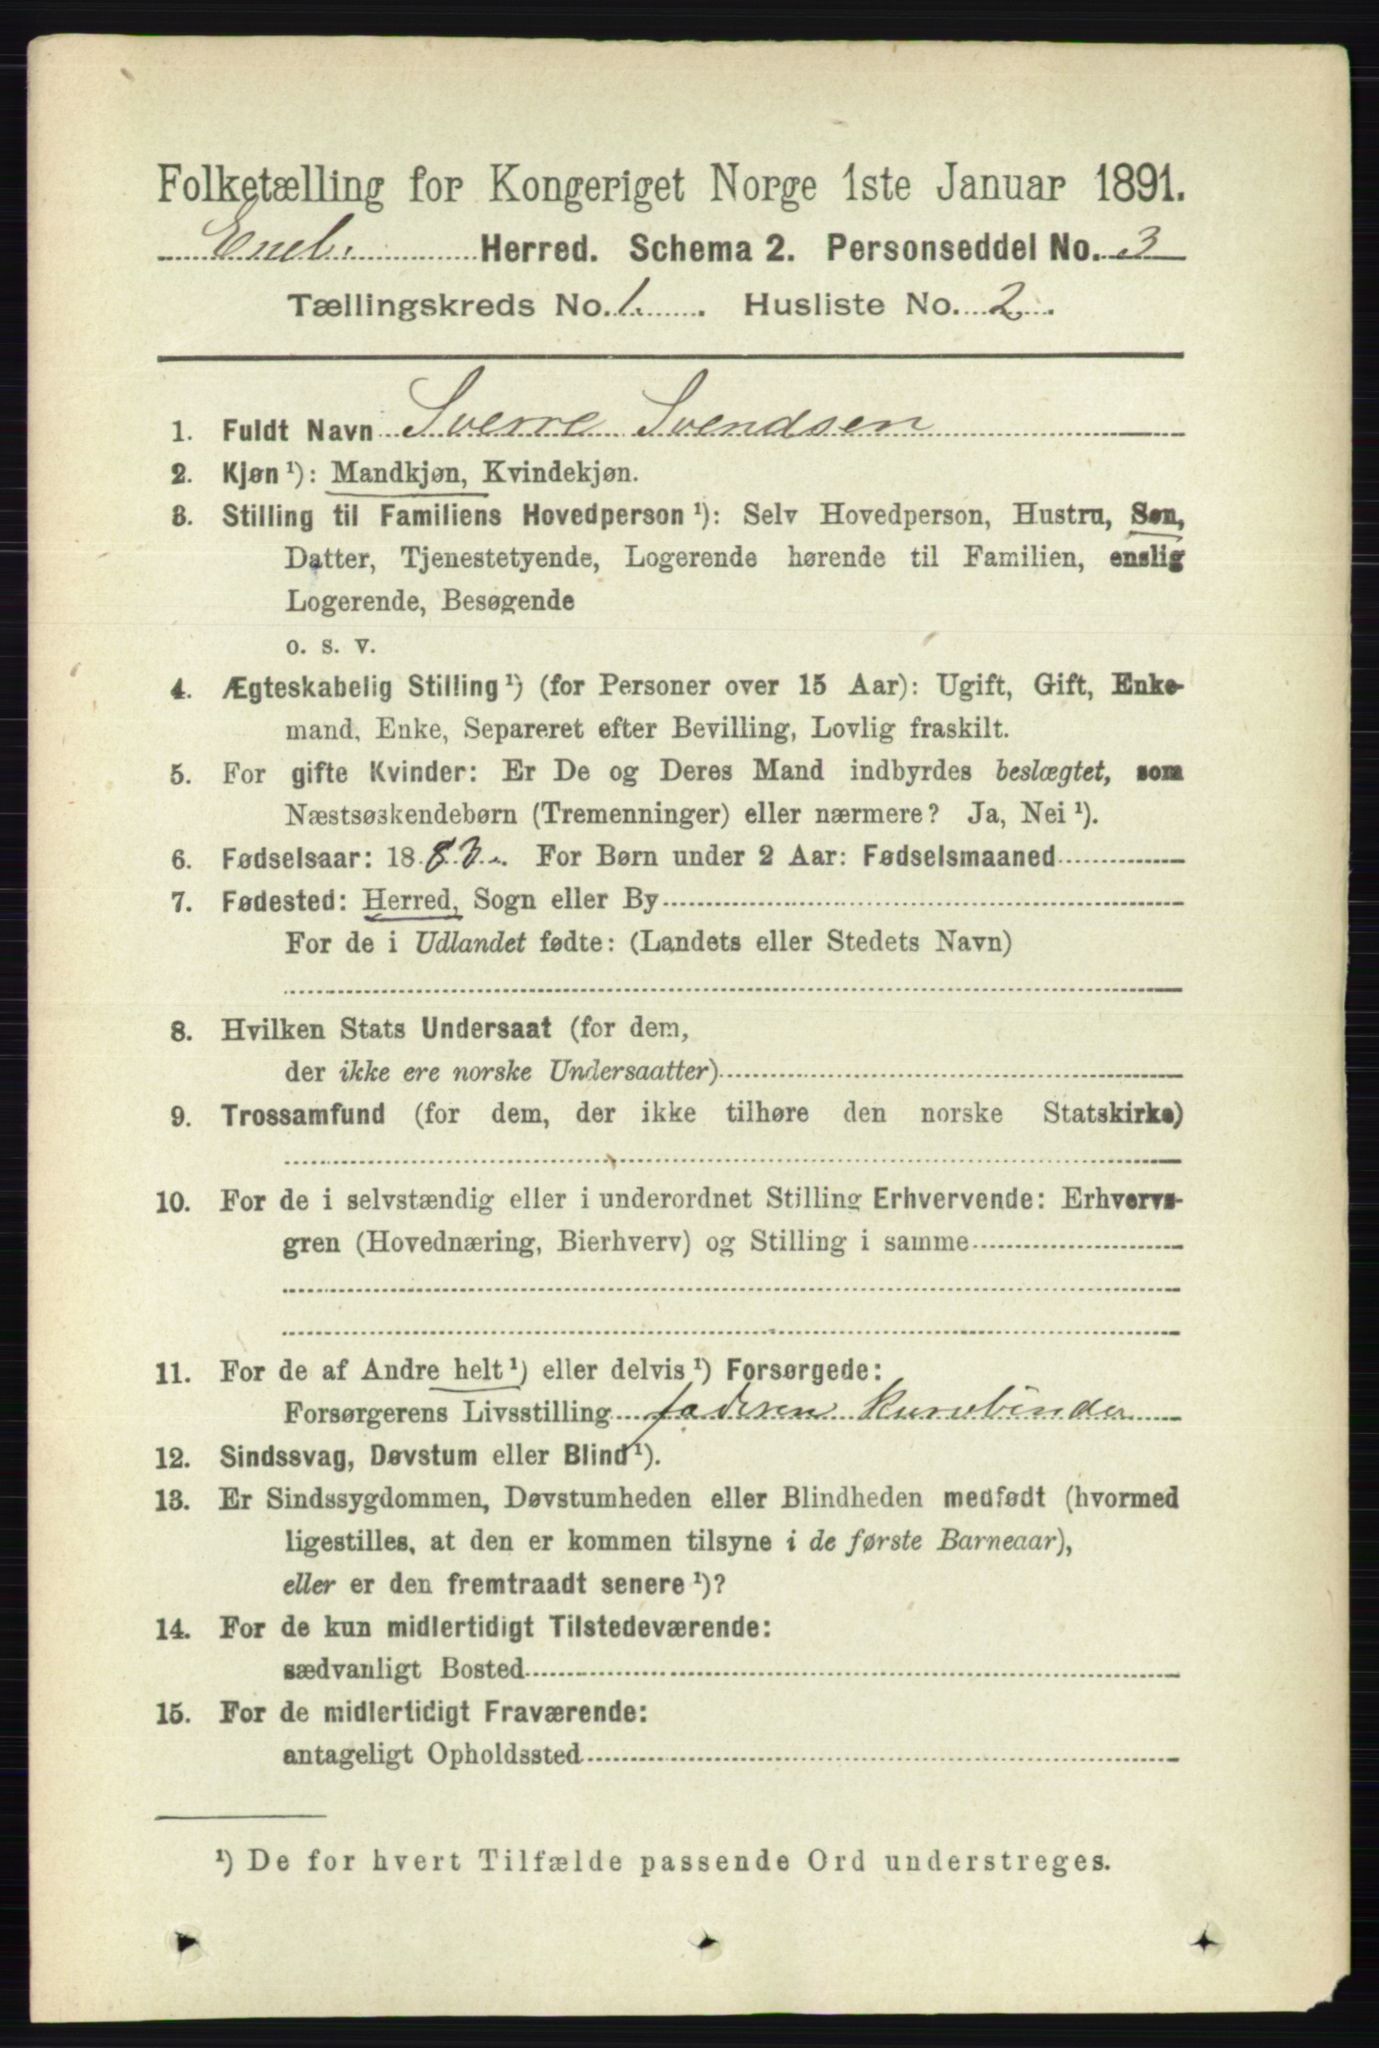 Folketælling for Kongeriget Norge 1ste Januar 1891.
Eneb. Herred. Schema 2. Personseddel No. 3
Tællingskreds No. 1. Husliste No. 2.
1. Fuldt Navn Sverre Svendsen
2. Kjøn ¹): Mandkjøn, Kvindekjøn.
3. Stilling til Familiens Hovedperson ¹): Selv Hovedperson, Hustru, Søn,
Datter, Tjenestetyende, Logerende hørende til Familien, enslig
Logerende, Besøgende
o. s. v.
4. Ægteskabelig Stilling ¹) (for Personer over 15 Aar): Ugift, Gift, Enke-
mand, Enke, Separeret efter Bevilling, Lovlig fraskilt.
5. For gifte Kvinder: Er De og Deres Mand indbyrdes beslægtet, som
Næstsøskendebørn (Tremenninger) eller nærmere? Ja, Nei ¹).
6. Fødselsaar: 1883. For Børn under 2 Aar: Fødselsmaaned
7. Fødested: Herred, Sogn eller By
For de i Udlandet fødte: (Landets eller Stedets Navn)
8. Hvilken Stats Undersaat (for dem,
der ikke ere norske Undersaatter)
9. Trossamfund (for dem, der ikke tilhøre den norske Statskirke)
10. For de i selvstændig eller i underordnet Stilling Erhvervende: Erhvervs-
gren (Hovednæring, Bierhverv) og Stilling i samme
11. For de af Andre helt ¹) eller delvis ¹) Forsørgede:
Forsørgerens Livsstilling faderen Kurvbinder
12. Sindssvag, Døvstum eller Blind ¹).
13. Er Sindssygdommen, Døvstumheden eller Blindheden medfødt (hvormed
ligestilles, at den er kommen tilsyne i de første Barneaar),
eller er den fremtraadt senere ¹)?
14. For de kun midlertidigt Tilstedeværende:
sædvanligt Bosted
15. For de midlertidigt Fraværende:
antageligt Opholdssted
¹) De for hvert Tilfælde passende Ord understreges.